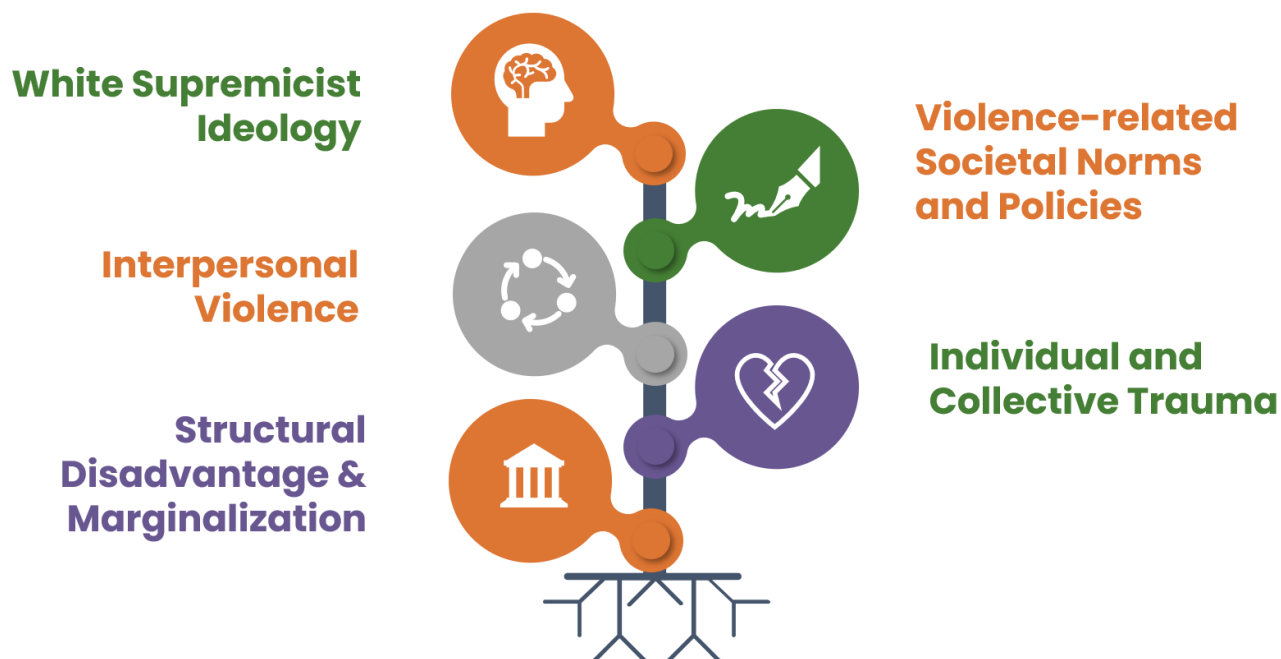 White Supremicist
Ideology
Violence-related
Societal Norms
and Policies
Interpersonal
Violence
Individual and
Collective Trauma
Structural
Disadvantage &
Marginalization